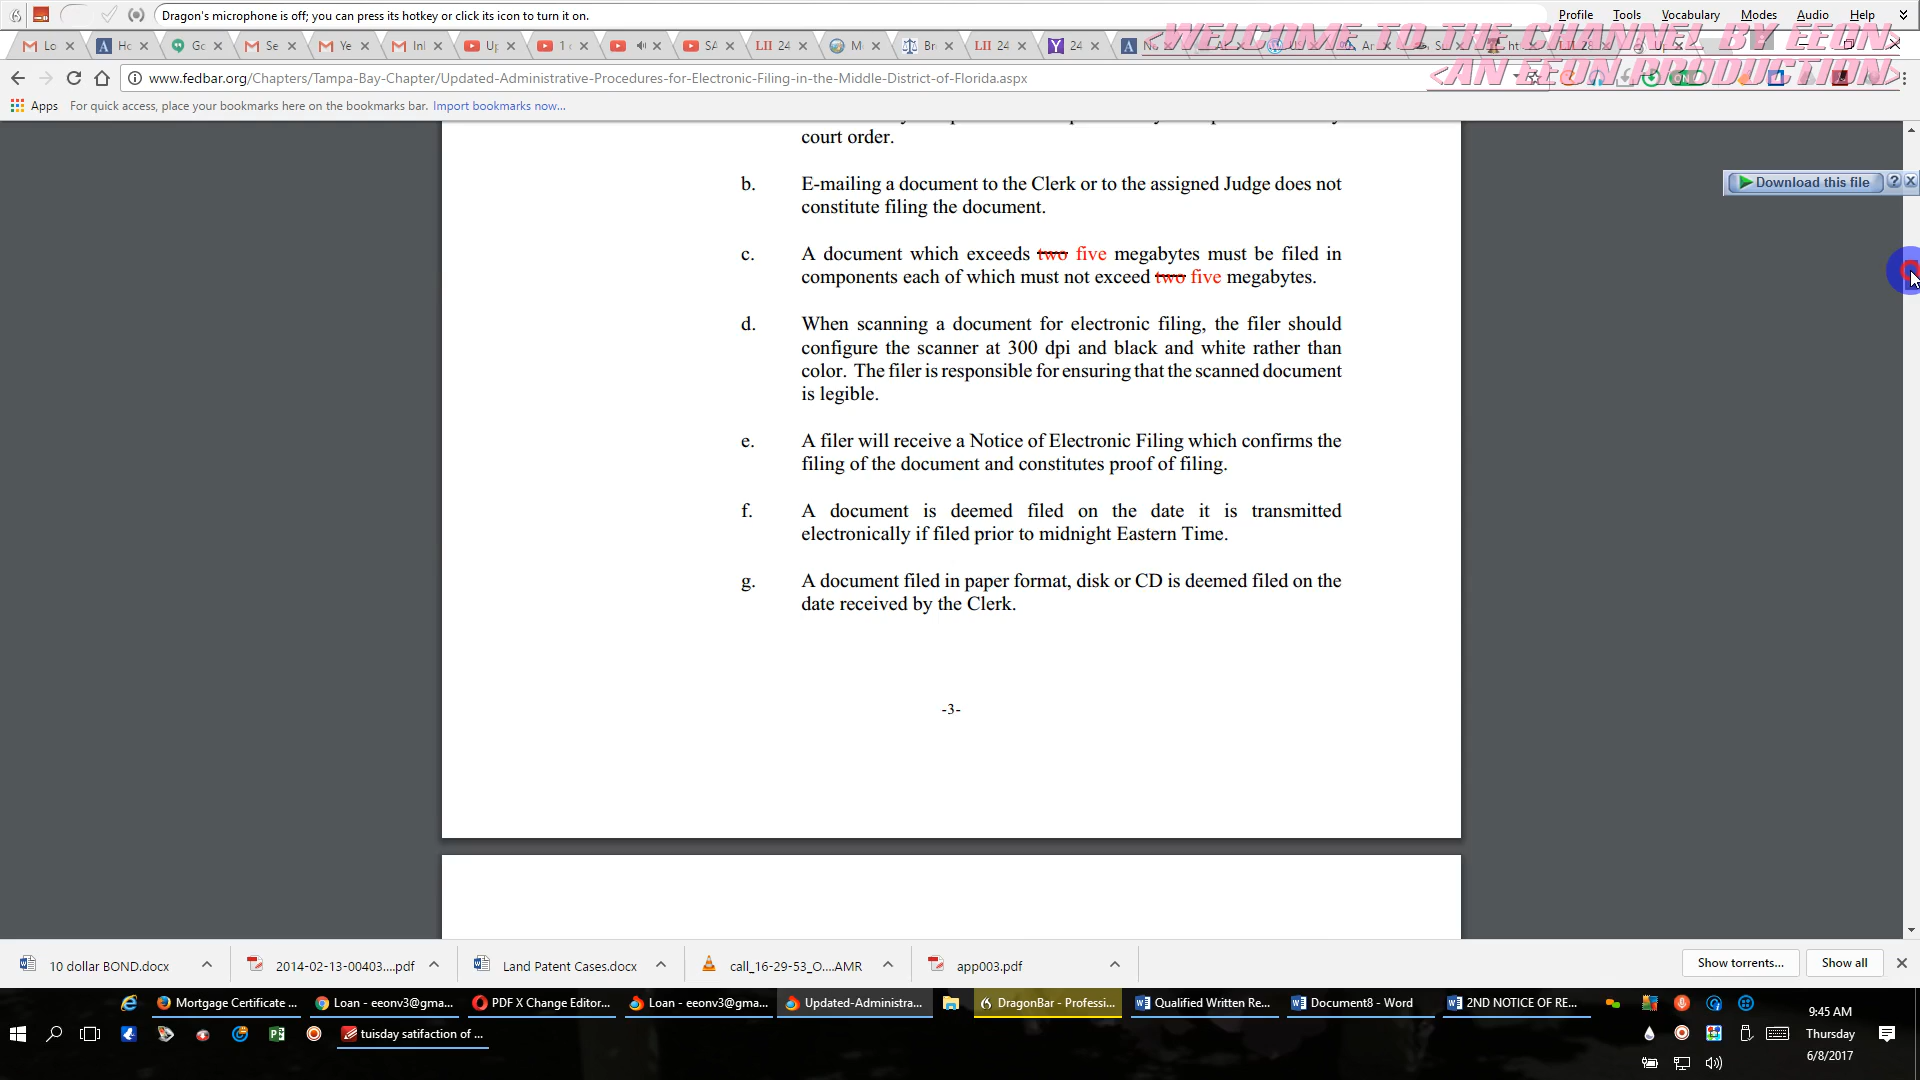 Dragon's microphone is off; you can press its hotkey or click its icon to turn it on.
Profile Tools Vocabulary Modes Audio Help
<WELCOME TO THE CHANNEL BY EEON>
<AN EEON PRODUCTION>
Lo Hc Gc Se Ye Inl Up 1 SA 24 M Br 24 24
www.fedbar.org/Chapters/Tampa-Bay-Chapter/Updated-Administrative-Procedures-for-Electronic-Filing-in-the-Middle-District-of-Florida.aspx
Apps For quick access, place your bookmarks here on the bookmarks bar. Import bookmarks now...
court order.
Download this file
b. E-mailing a document to the Clerk or to the assigned Judge does not
constitute filing the document.
c. A document which exceeds two five megabytes must be filed in
components each of which must not exceed two five megabytes.
d. When scanning a document for electronic filing, the filer should
configure the scanner at 300 dpi and black and white rather than
color. The filer is responsible for ensuring that the scanned document
is legible.
e. A filer will receive a Notice of Electronic Filing which confirms the
filing of the document and constitutes proof of filing.
f. A document is deemed filed on the date it is transmitted
electronically if filed prior to midnight Eastern Time.
g. A document filed in paper format, disk or CD is deemed filed on the
date received by the Clerk.
-3-
10 dollar BOND.docx 2014-02-13-00403....pdf Land Patent Cases.docx call_16-29-53_O....AMR app003.pdf Show torrents... Show all
Mortgage Certificate ... Loan - eeonv3@gma... PDF X Change Editor... Loan - eeonv3@gma... Updated-Administra... DragonBar - Professi... Qualified Written Re... Document8 - Word 2ND NOTICE OF RE...
tuisday satifaction of ...
9:45 AM
Thursday
6/8/2017